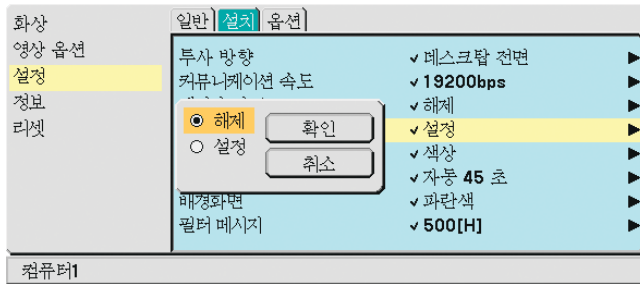 화상
영상 옵션
설정
정보
리셋
일반 설치 옵션
투사 방향 ✓데스크탑 전면 ▶
커뮤니케이션 속도 ✓19200bps ▶
✓해제 ▶
✓설정 ▶
✓색상 ▶
✓자동 45 초 ▶
배경화면 ✓파란색 ▶
필터 메시지 ✓500[H] ▶
해제
설정
확인
취소
컴퓨터1